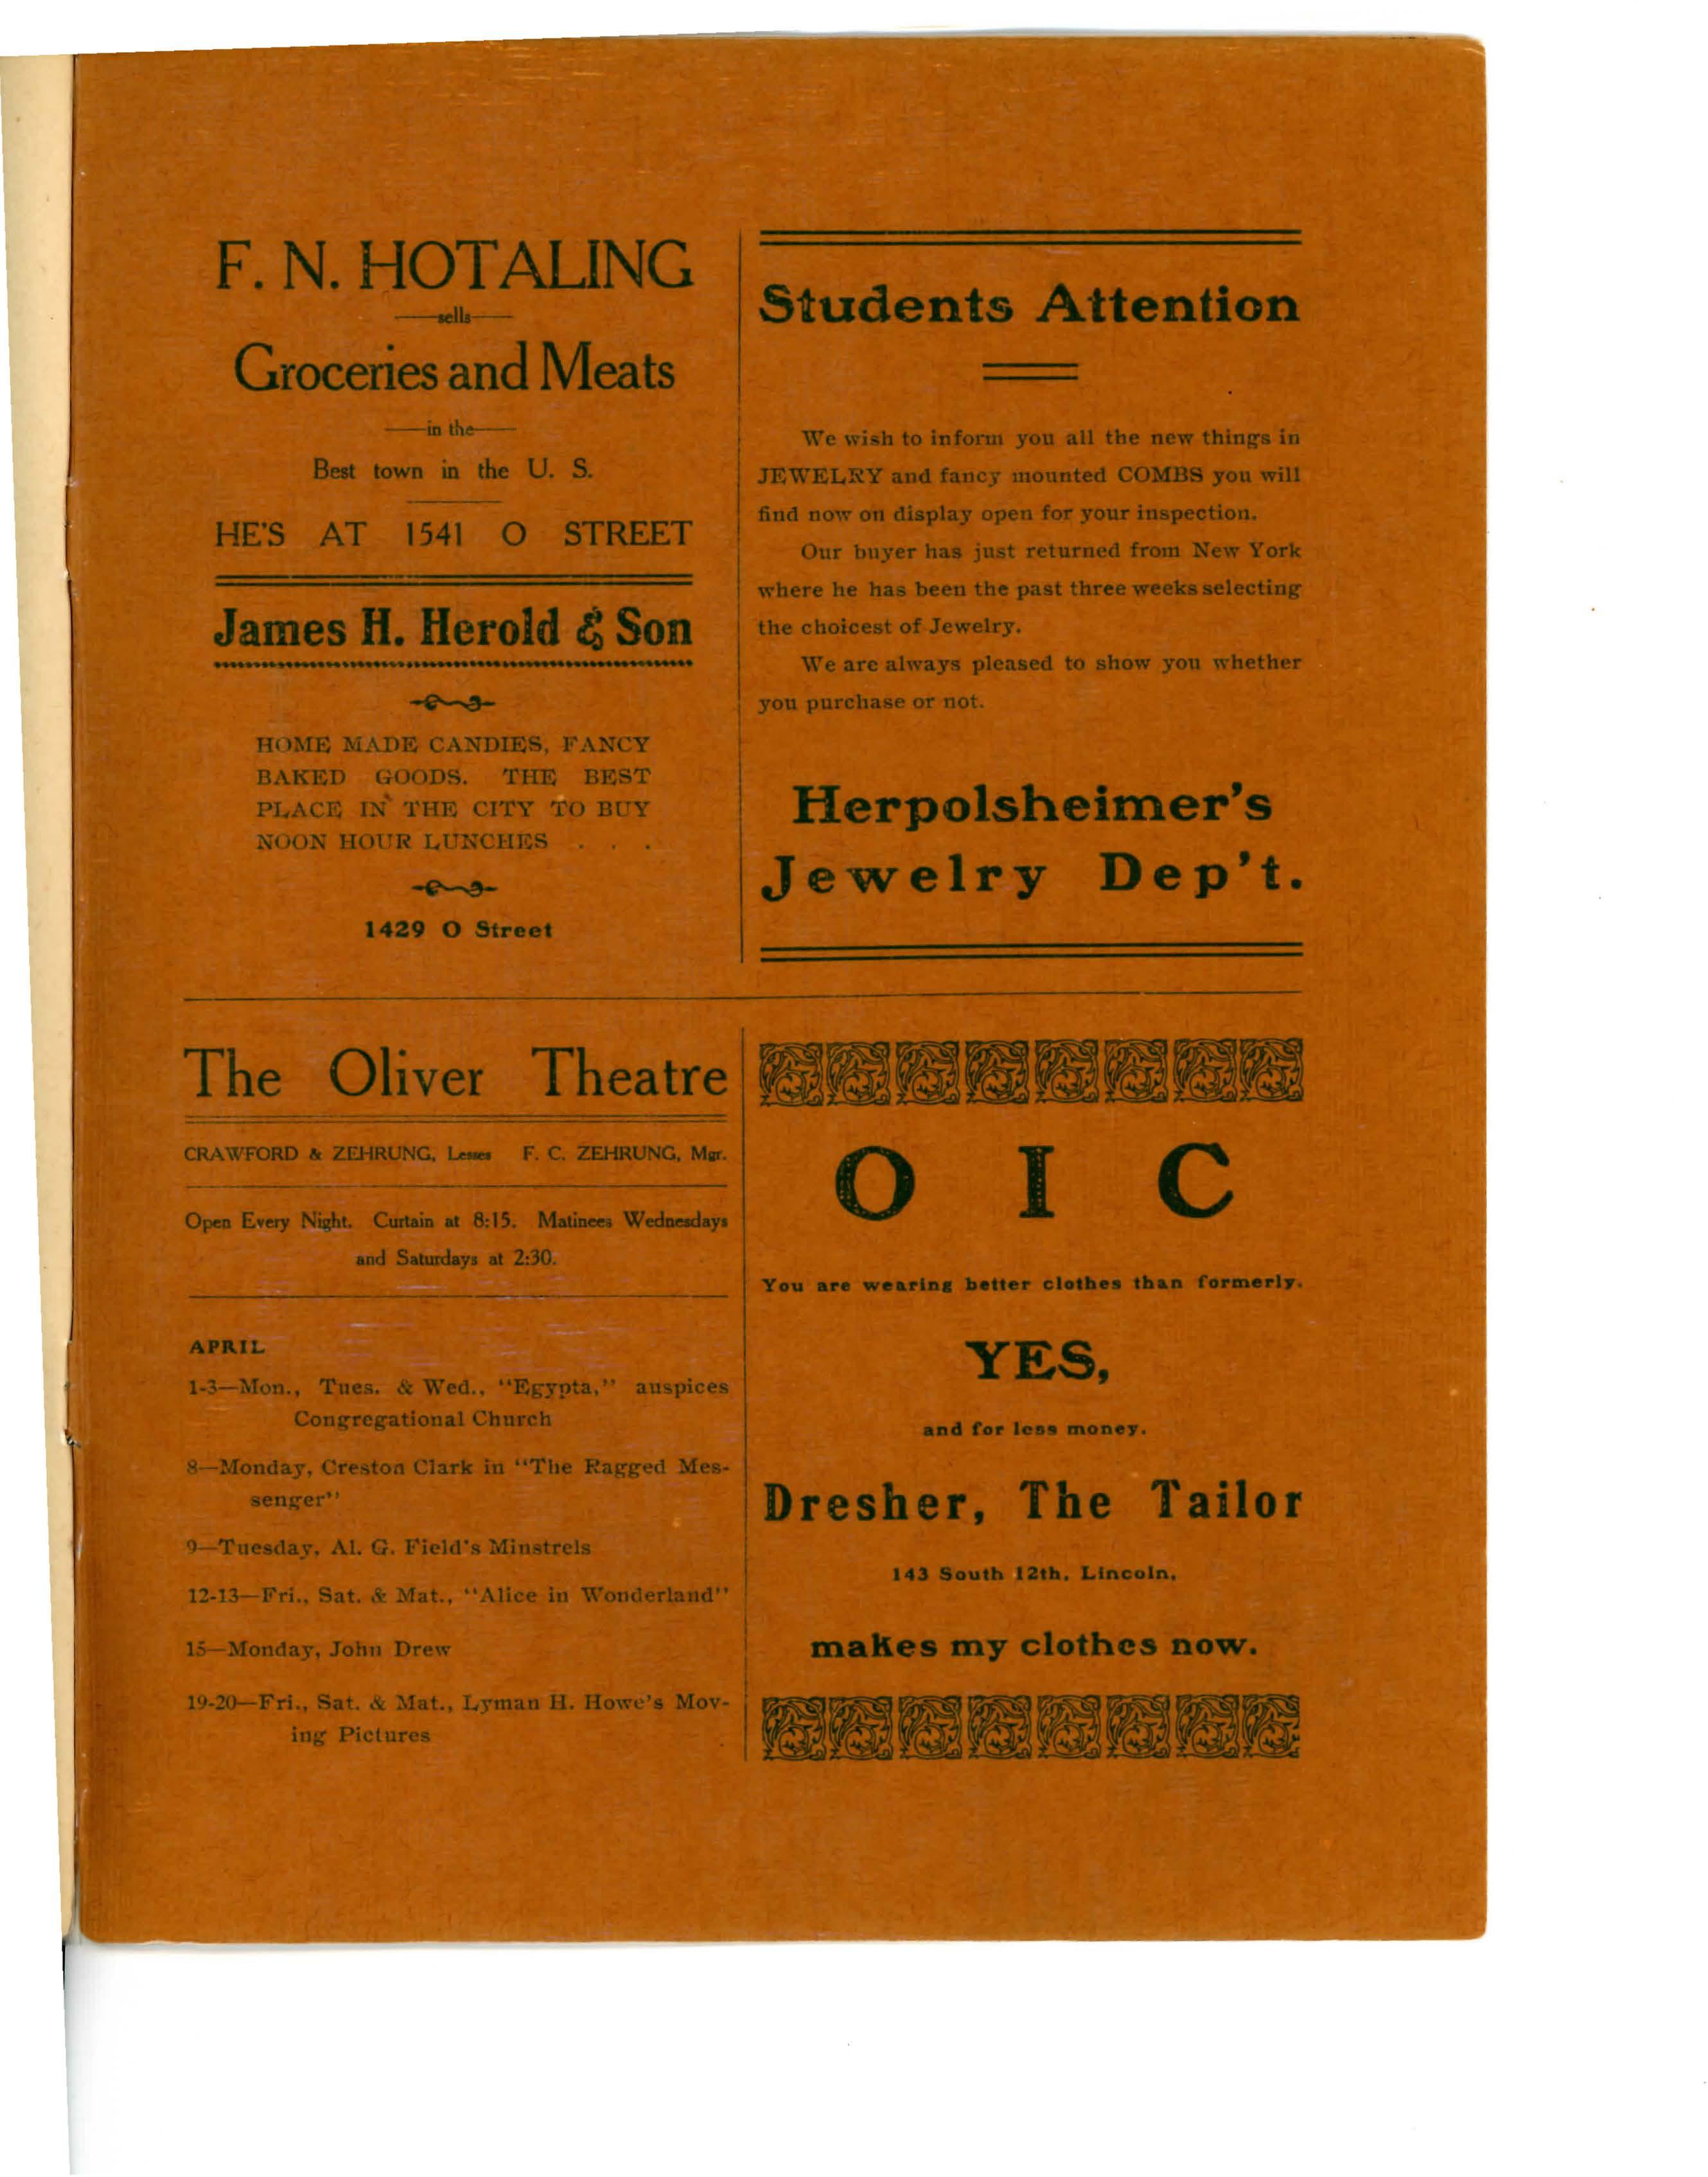 F. N. HOTALING
sells
Groceries and Meats
in the
Best town in the U. S.
HE'S AT 1541 O STREET
James H. Herold & Son
HOME MADE CANDIES, FANCY
BAKED GOODS. THE BEST
PLACE IN THE CITY TO BUY
NOON HOUR LUNCHES . . .
1429 O Street
Students Attention
We wish to inform you all the new things in
JEWELRY and fancy mounted COMBS you will
find now on display open for your inspection.
Our buyer has just returned from New York
where he has been the past three weeks selecting
the choicest of Jewelry.
We are always pleased to show you whether
you purchase or not.
Herpolsheimer's
Jewelry Dep't.
The Oliver Theatre
CRAWFORD & ZEHRUNG, Lesses F. C. ZEHRUNG, Mgr.
Open Every Night. Curtain at 8:15. Matinees Wednesdays
and Saturdays at 2:30.
APRIL
1-3—Mon., Tues. & Wed., "Egypta," auspices
Congregational Church
8—Monday, Creston Clark in "The Ragged Mes-
senger"
9—Tuesday, Al. G. Field's Minstrels
12-13—Fri., Sat. & Mat., "Alice in Wonderland"
15—Monday, John Drew
19-20—Fri., Sat. & Mat., Lyman H. Howe's Mov-
ing Pictures
O I C
You are wearing better clothes than formerly.
YES,
and for less money.
Dresher, The Tailor
143 South 12th, Lincoln,
makes my clothes now.